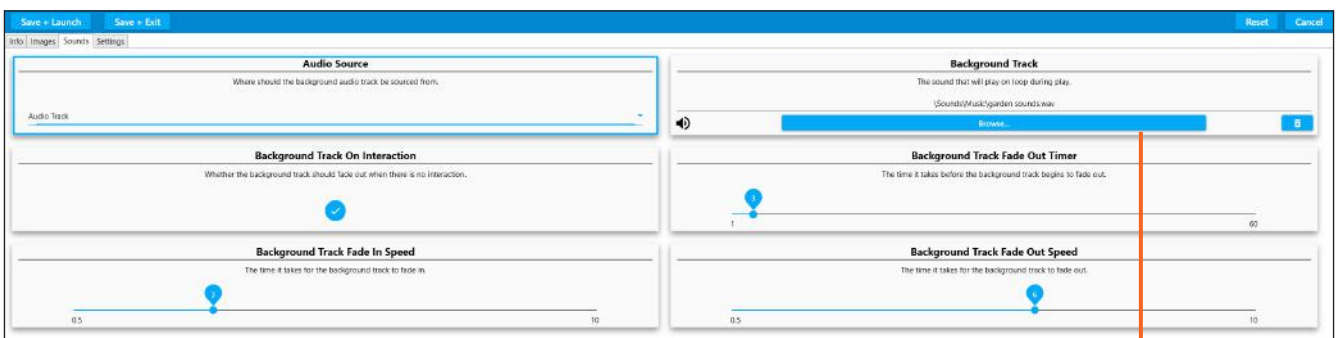 Save + Launch Save + Exit Reset Cancel
Info Images Sounds Settings
Audio Source
Where should the background audio track be sourced from.
Audio Track
Background Track
The sound that will play on loop during play.
\Sounds\Music\garden sounds.wav
Browse...
Background Track On Interaction
Whether the background track should fade out when there is no interaction.
Background Track Fade Out Timer
The time it takes before the background track begins to fade out.
3
1 60
Background Track Fade In Speed
The time it takes for the background track to fade in.
0.5 10
Background Track Fade Out Speed
The time it takes for the background track to fade out.
6
0.5 10